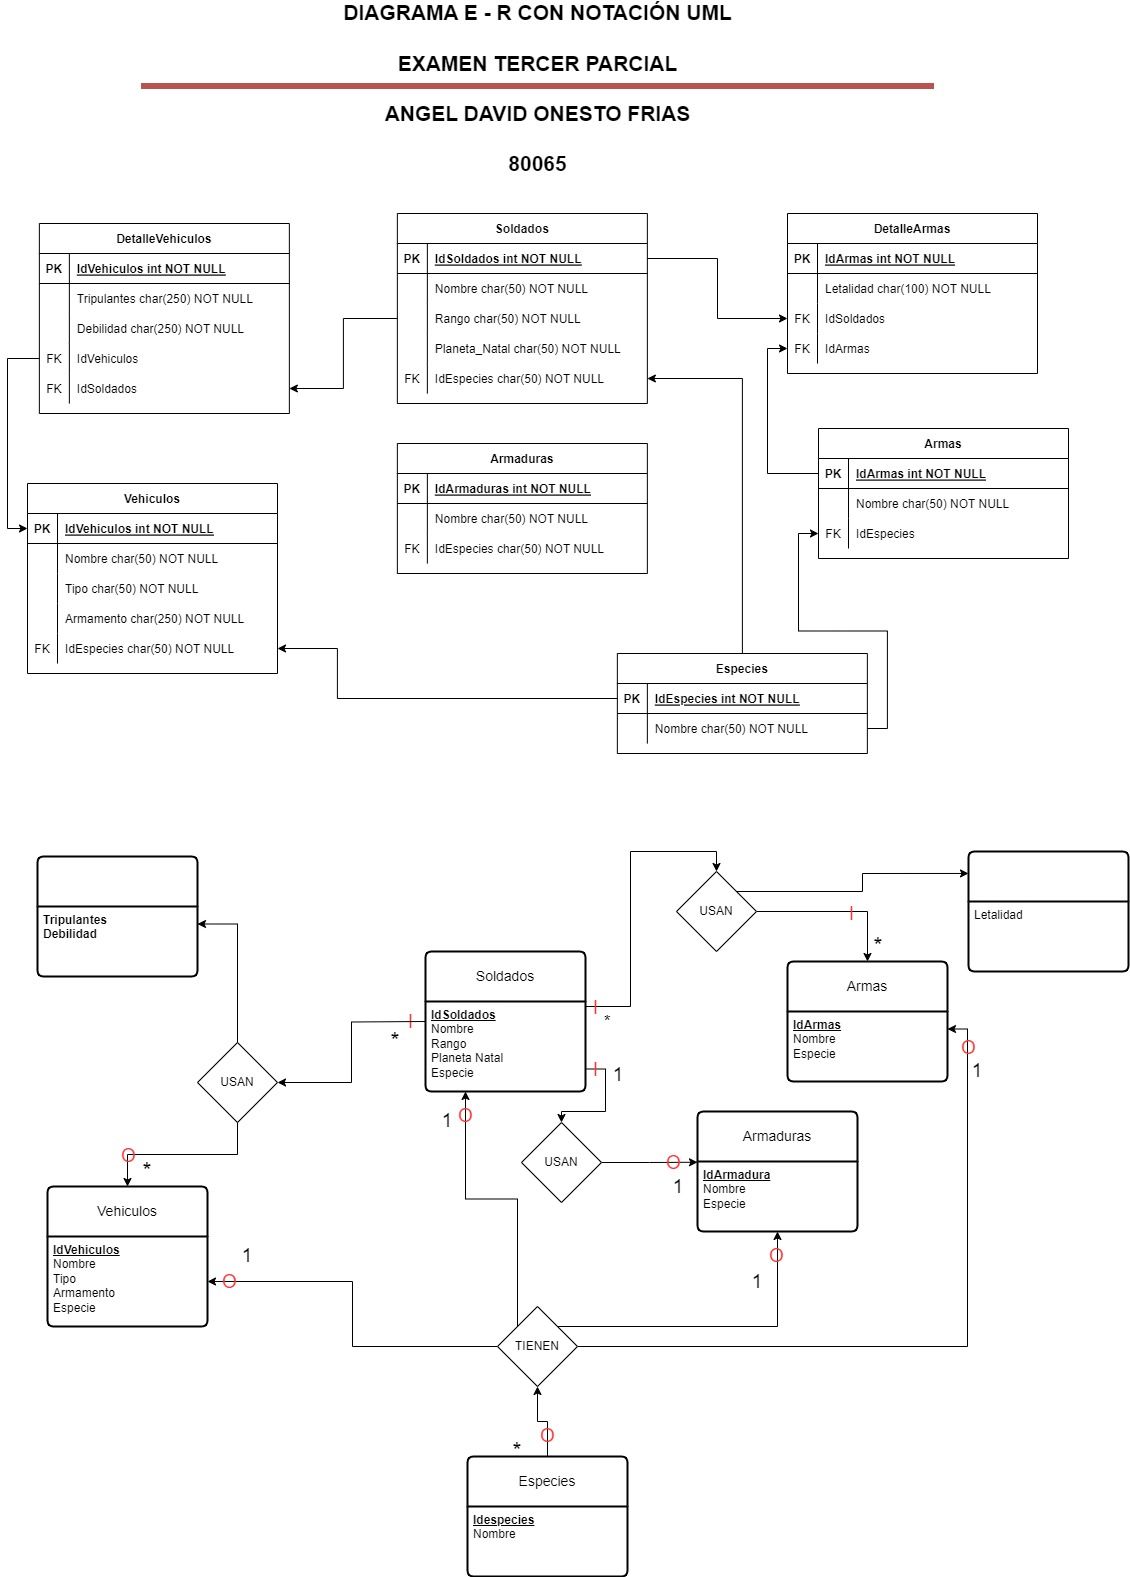 DIAGRAMA E - R CON NOTACIÓN UML
EXAMEN TERCER PARCIAL
ANGEL DAVID ONESTO FRIAS
80065
DetalleVehiculos
PK IdVehiculos int NOT NULL
Tripulantes char(250) NOT NULL
Debilidad char(250) NOT NULL
FK IdVehiculos
FK IdSoldados
Soldados
PK IdSoldados int NOT NULL
Nombre char(50) NOT NULL
Rango char(50) NOT NULL
Planeta_Natal char(50) NOT NULL
FK IdEspecies char(50) NOT NULL
DetalleArmas
PK IdArmas int NOT NULL
Letalidad char(100) NOT NULL
FK IdSoldados
FK IdArmas
Vehiculos
PK IdVehiculos int NOT NULL
Nombre char(50) NOT NULL
Tipo char(50) NOT NULL
Armamento char(250) NOT NULL
FK IdEspecies char(50) NOT NULL
Armaduras
PK IdArmaduras int NOT NULL
Nombre char(50) NOT NULL
FK IdEspecies char(50) NOT NULL
Armas
PK IdArmas int NOT NULL
Nombre char(50) NOT NULL
FK IdEspecies
Especies
PK IdEspecies int NOT NULL
Nombre char(50) NOT NULL
Tripulantes
Debilidad
USAN
*
Letalidad
Soldados
IdSoldados
Nombre
Rango
Planeta Natal
Especie
*
*
1
1
Armas
IdArmas
Nombre
Especie
1
USAN
*
USAN
1
Armaduras
IdArmadura
Nombre
Especie
1
Vehiculos
IdVehiculos
Nombre
Tipo
Armamento
Especie
1
TIENEN
*
Especies
Idespecies
Nombre